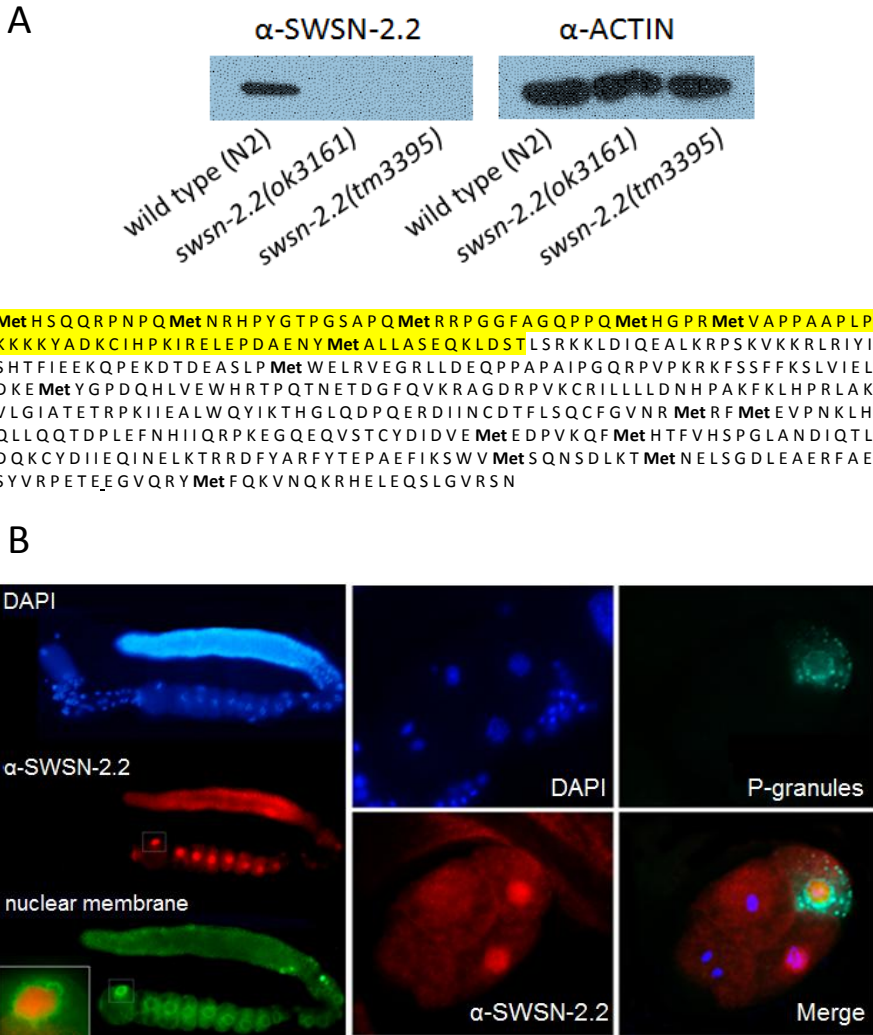 A
α-SWSN-2.2
α-ACTIN
wild type (N2)
swsn-2.2(ok3161)
swsn-2.2(tm3395)
wild type (N2)
swsn-2.2(ok3161)
swsn-2.2(tm3395)
Met H S Q Q R P N P Q Met N R H P Y G T P G S A P Q Met R R P G G F A G Q P P Q Met H G P R Met V A P P A A P L P
K K K K Y A D K C I H P K I R E L E P D A E N Y Met A L L A S E Q K L D S T L S R K K L D I Q E A L K R P S K V K K R L R I Y I
S H T F I E E K Q P E K D T D E A S L P Met W E L R V E G R L L D E Q P P A P A I P G Q R P V P K R K F S S F F K S L V I E L
D K E Met Y G P D Q H L V E W H R T P Q T N E T D G F Q V K R A G D R P V K C R I L L L L D N H P A K F K L H P R L A K
V L G I A T E T R P K I I E A L W Q Y I K T H G L Q D P Q E R D I I N C D T F L S Q C F G V N R Met R F Met E V P N K L H
Q L L Q Q T D P L E F N H I I Q R P K E G Q E Q V S T C Y D I D V E Met E D P V K Q F Met H T F V H S P G L A N D I Q T L
D Q K C Y D I I E Q I N E L K T R R D F Y A R F Y T E P A E F I K S W V Met S Q N S D L K T Met N E L S G D L E A E R F A E
S Y V R P E T E E G V Q R Y Met F Q K V N Q K R H E L E Q S L G V R S N
B
DAPI
α-SWSN-2.2
nuclear membrane
DAPI
P-granules
α-SWSN-2.2
Merge